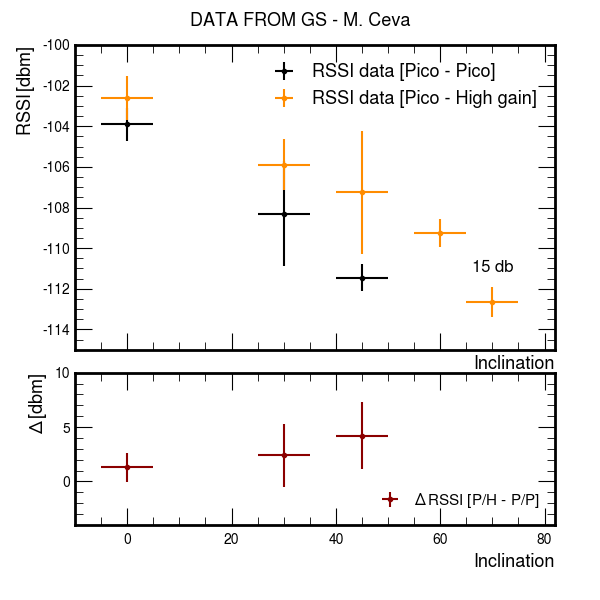 DATA FROM GS - M. Ceva
RSSI [dbm]
-100
-102
-104
-106
-108
-110
-112
-114
RSSI data [Pico - Pico]
RSSI data [Pico - High gain]
15 db
Inclination
Δ [dbm]
10
5
0
Δ RSSI [P/H - P/P]
0 20 40 60 80
Inclination